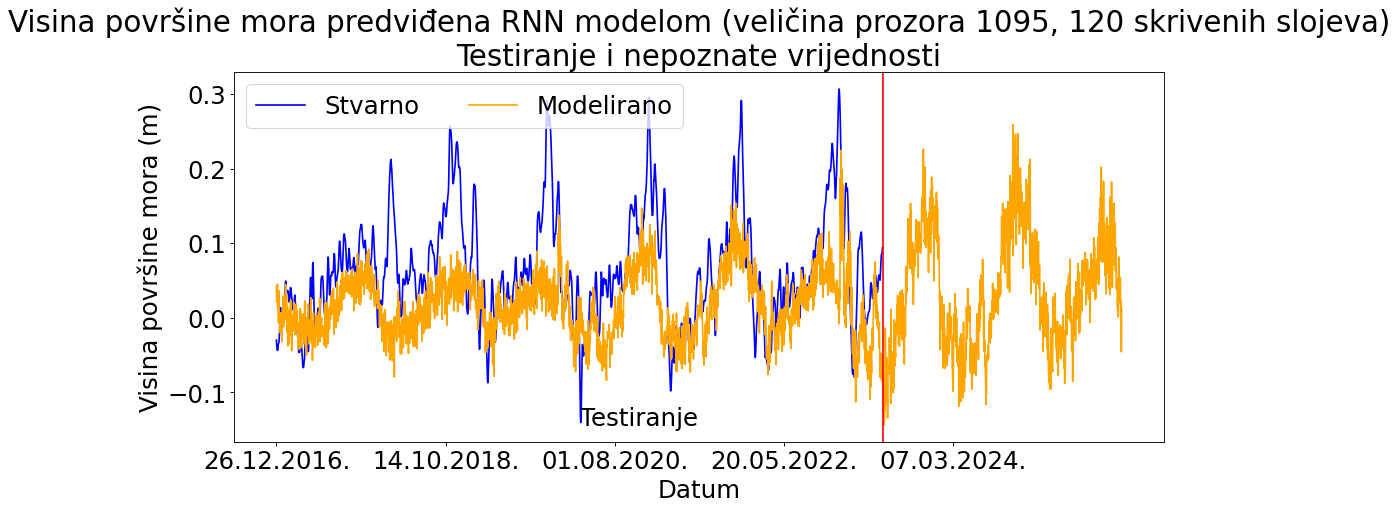 Visina površine mora predviđena RNN modelom (veličina prozora 1095, 120 skrivenih slojeva)
Testiranje i nepoznate vrijednosti
Stvarno
Modelirano
Visina površine mora (m)
0.3
0.2
0.1
0.0
−0.1
Testiranje
26.12.2016.
14.10.2018.
01.08.2020.
20.05.2022.
07.03.2024.
Datum